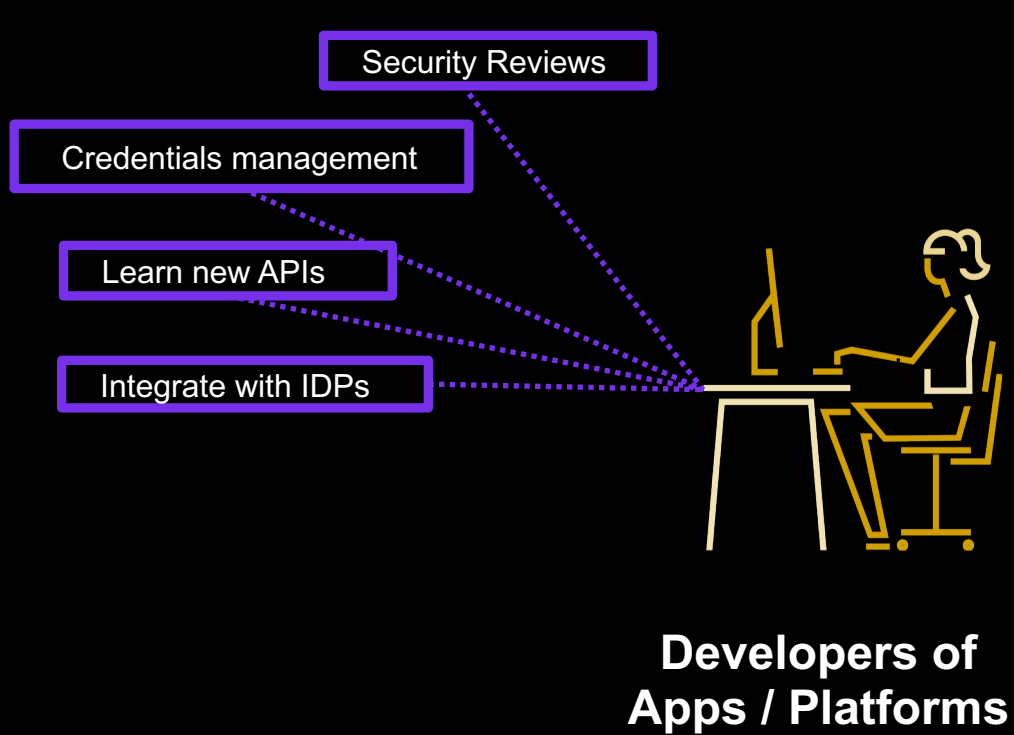 Security Reviews
Credentials management
Learn new APIs
Integrate with IDPs
Developers of
Apps / Platforms